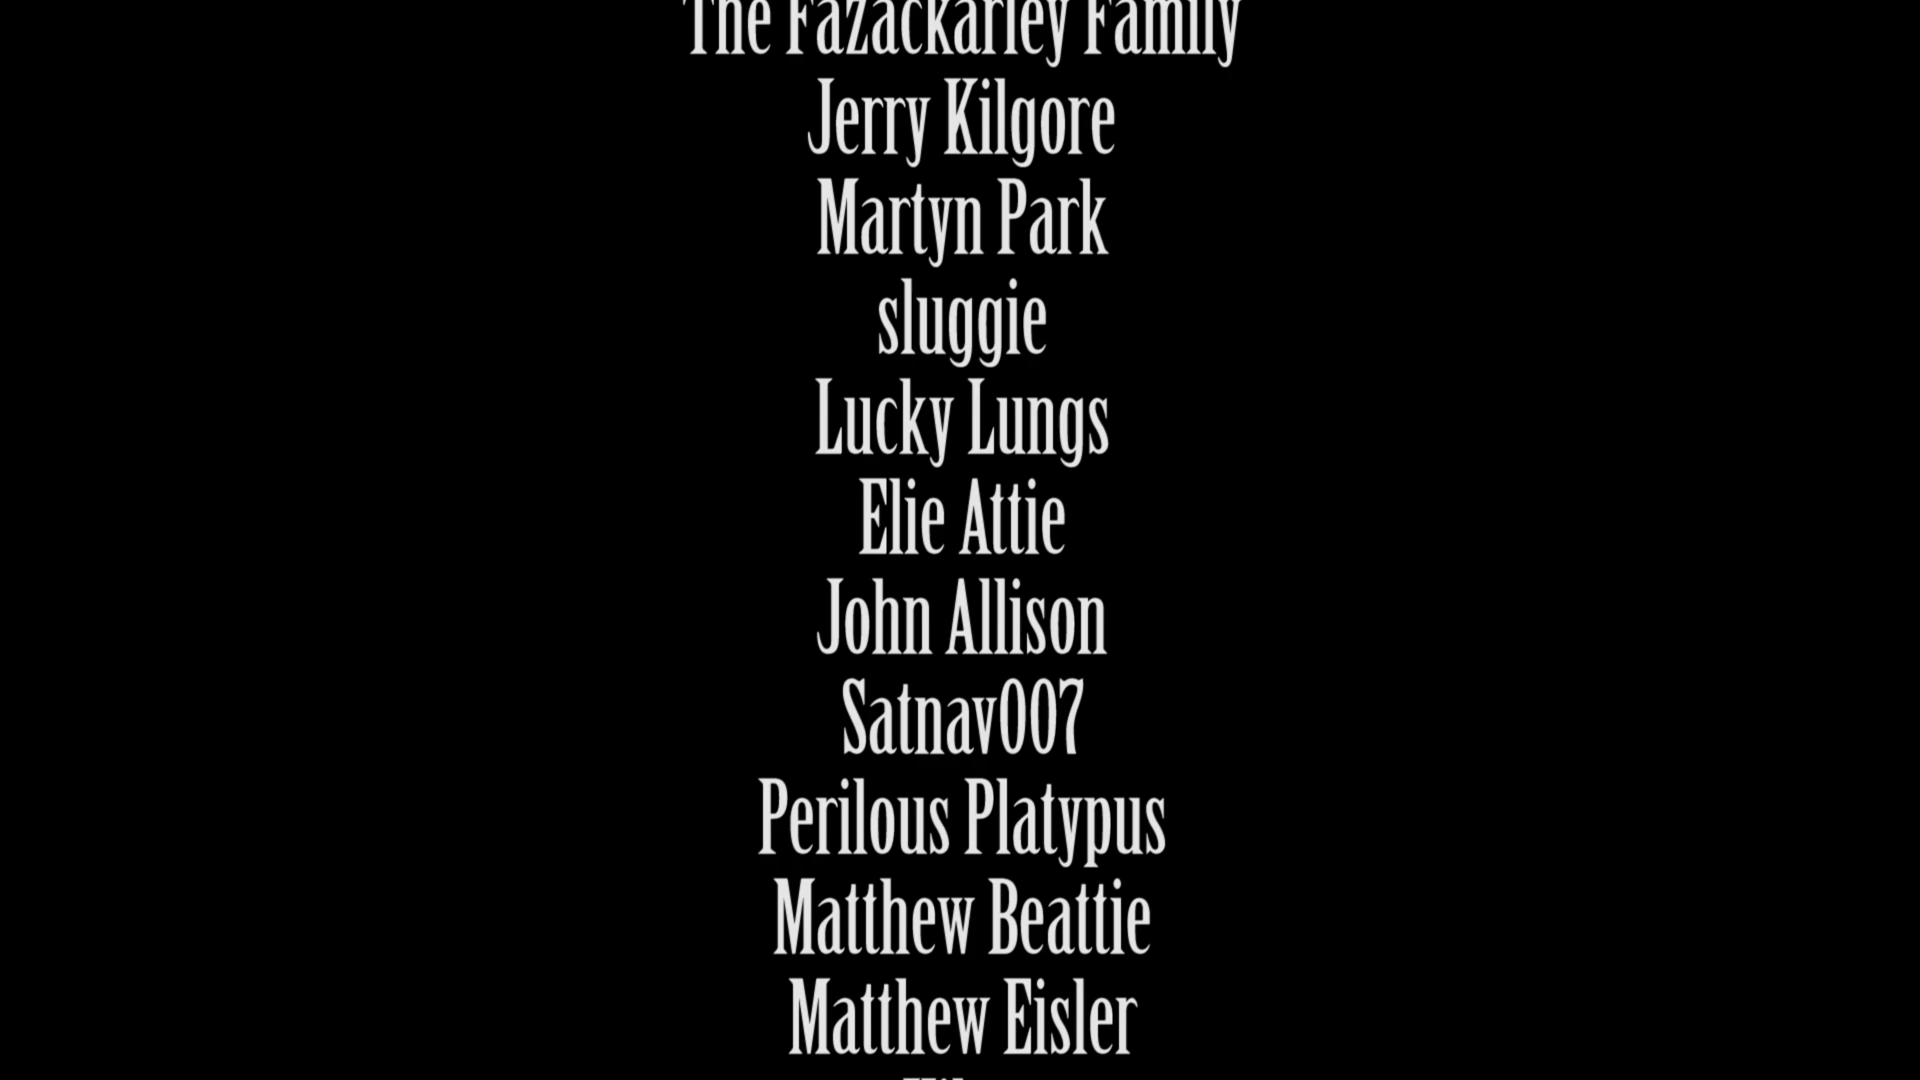 The Fazackarley Family
Jerry Kilgore
Martyn Park
sluggie
Lucky Lungs
Elie Attie
John Allison
Satnav007
Perilous Platypus
Matthew Beattie
Matthew Eisler